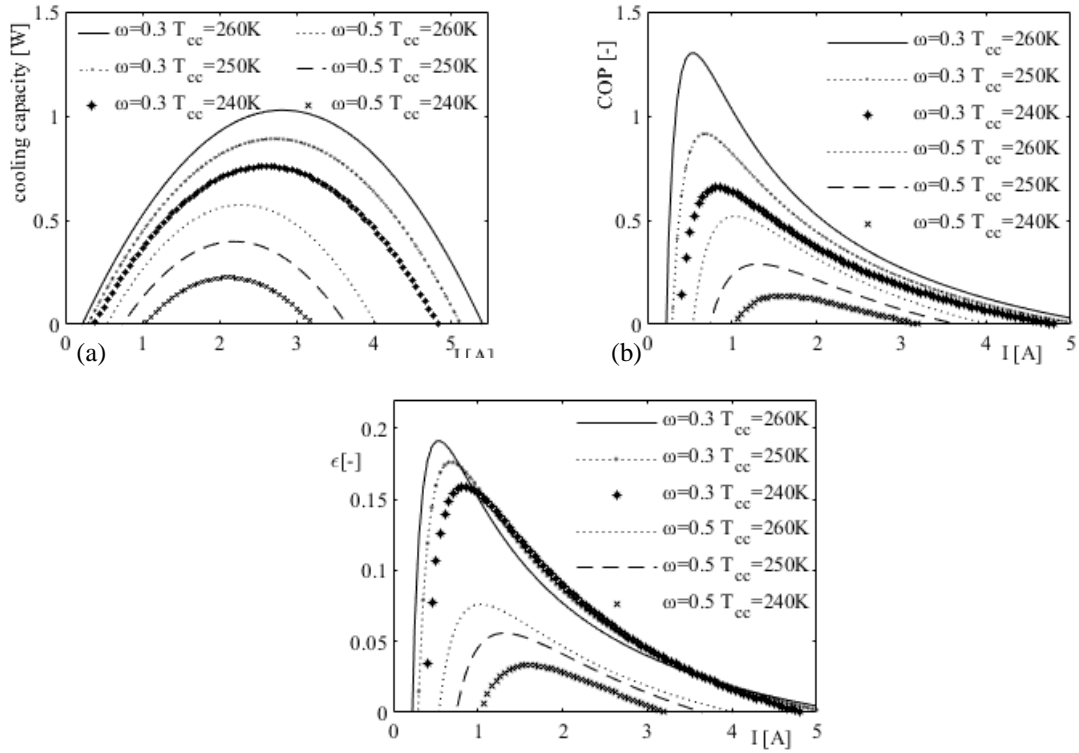 1.5
ω=0.3 T_cc=260K
ω=0.5 T_cc=260K
ω=0.3 T_cc=250K
ω=0.5 T_cc=250K
ω=0.3 T_cc=240K
ω=0.5 T_cc=240K
cooling capacity [W]
1
0.5
0
0 1 2 3 4 5
I [A]
(a)
1.5
COP [-]
ω=0.3 T_cc=260K
ω=0.3 T_cc=250K
ω=0.3 T_cc=240K
ω=0.5 T_cc=260K
ω=0.5 T_cc=250K
ω=0.5 T_cc=240K
1
0.5
0
0 1 2 3 4 5
I [A]
(b)
0.2
ϵ[-]
ω=0.3 T_cc=260K
ω=0.3 T_cc=250K
ω=0.3 T_cc=240K
ω=0.5 T_cc=260K
ω=0.5 T_cc=250K
ω=0.5 T_cc=240K
0.15
0.1
0.05
0
0 1 2 3 4 5
I [A]